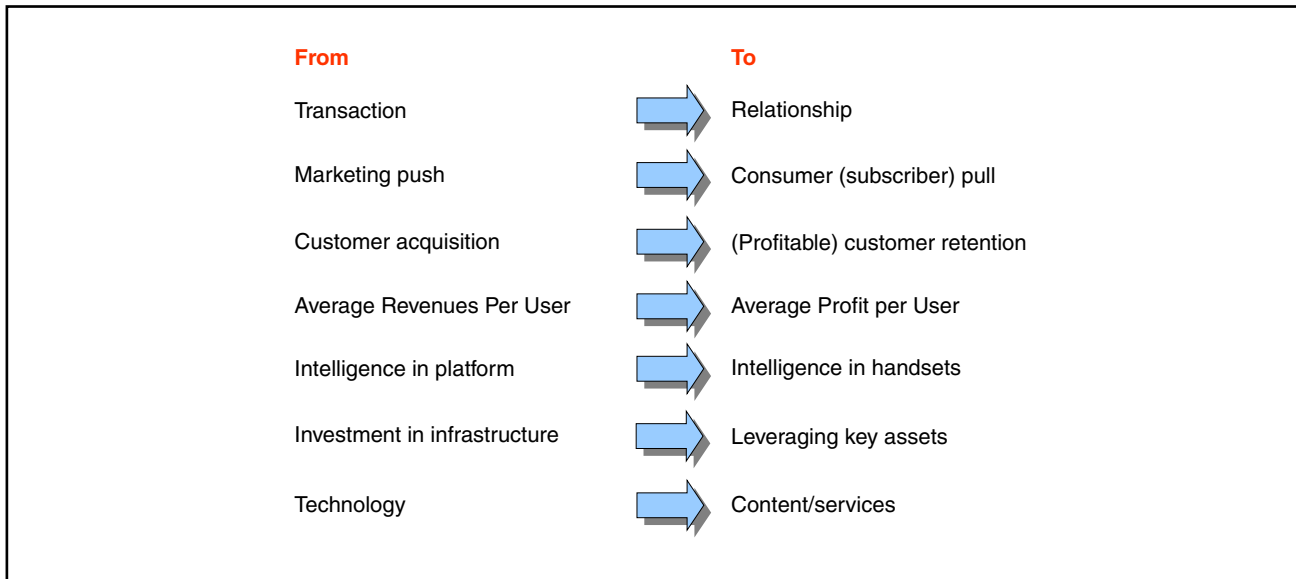 From To
Transaction Relationship
Marketing push Consumer (subscriber) pull
Customer acquisition (Profitable) customer retention
Average Revenues Per User Average Profit per User
Intelligence in platform Intelligence in handsets
Investment in infrastructure Leveraging key assets
Technology Content/services